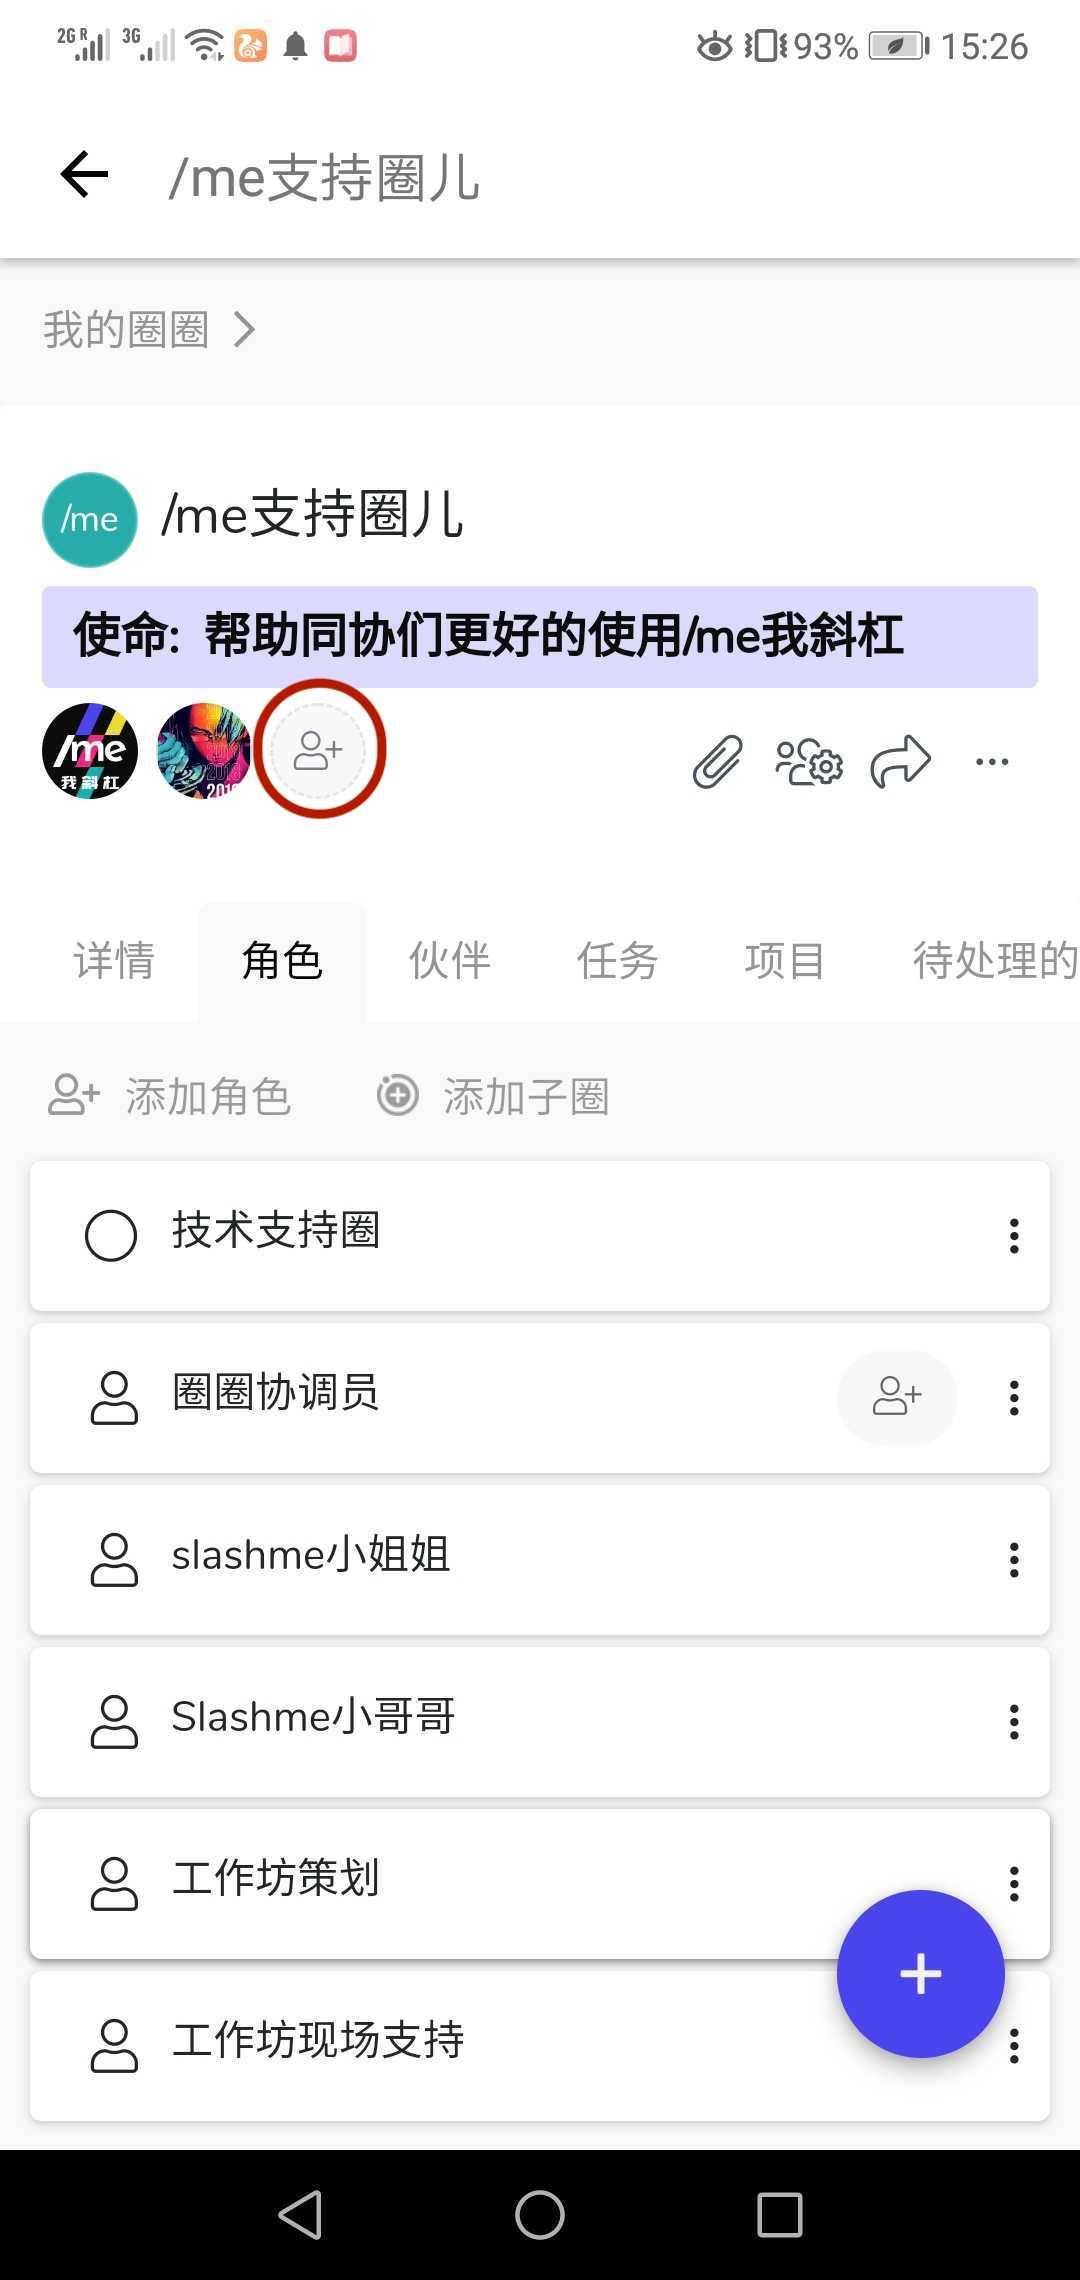 2G R 3G 93% 15:26
/me支持圈儿
我的圈圈
/me /me支持圈儿
使命: 帮助同协们更好的使用/me我斜杠
/me
我斜杠
详情 角色 伙伴 任务 项目 待处理的
添加角色 添加子圈
技术支持圈
圈圈协调员
slashme小姐姐
Slashme小哥哥
工作坊策划
工作坊现场支持